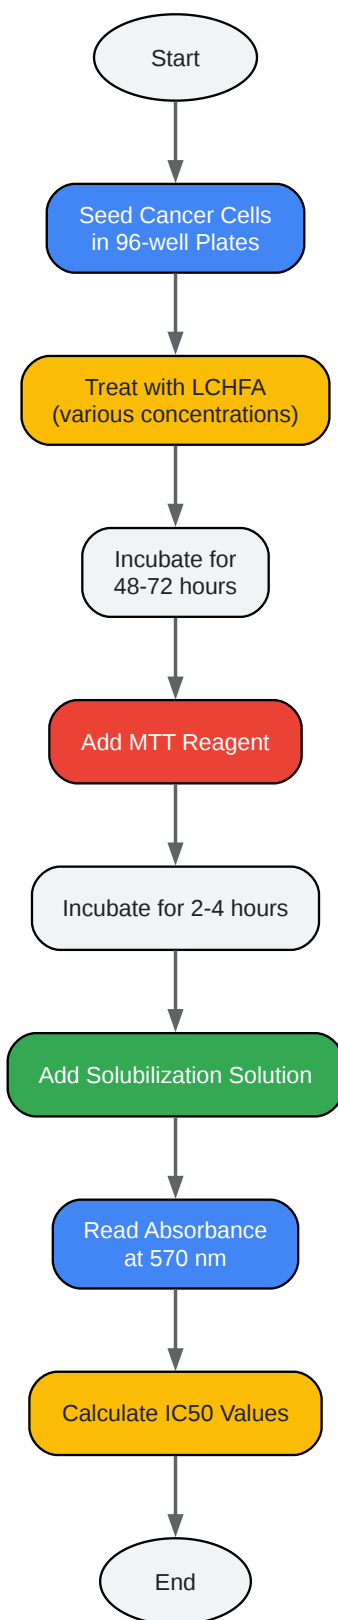 Start
Seed Cancer Cells
in 96-well Plates
Treat with LCHFA
(various concentrations)
Incubate for
48-72 hours
Add MTT Reagent
Incubate for 2-4 hours
Add Solubilization Solution
Read Absorbance
at 570 nm
Calculate IC50 Values
End